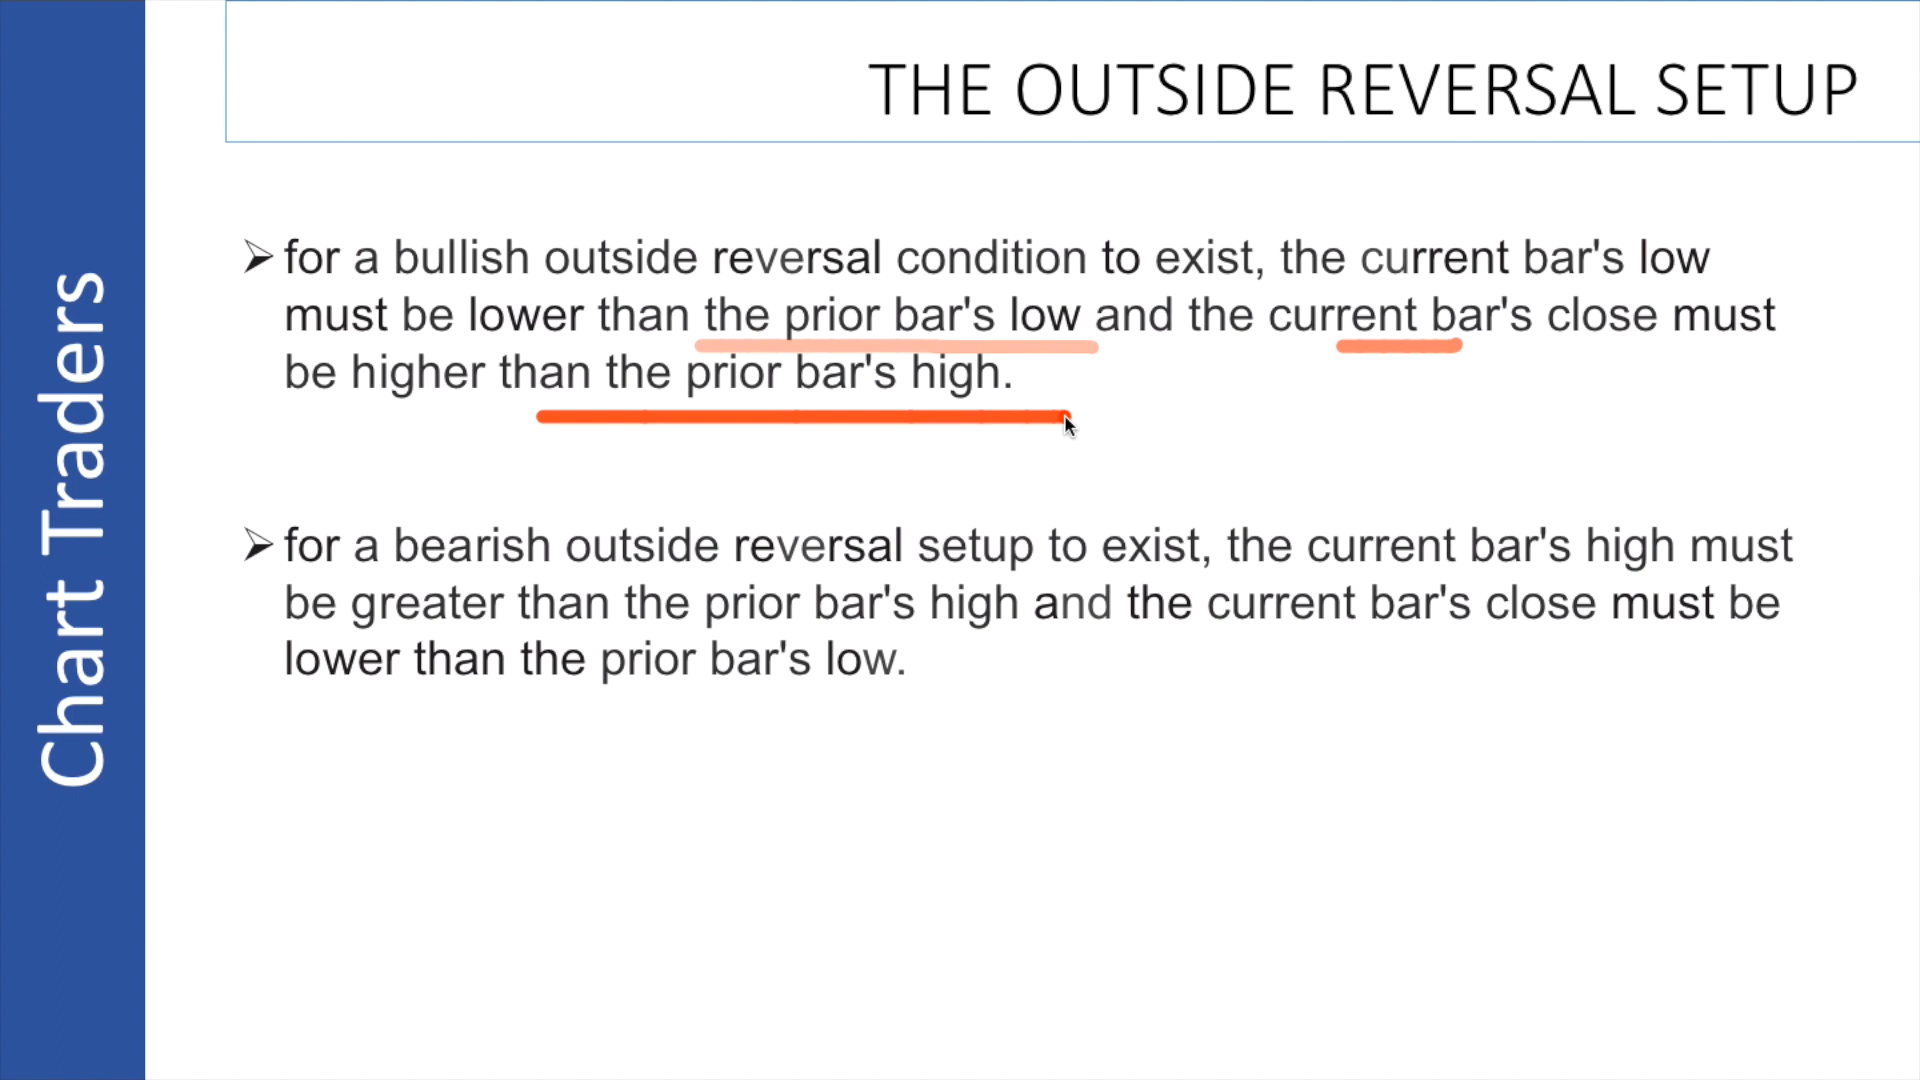 Chart Traders
THE OUTSIDE REVERSAL SETUP
➢ for a bullish outside reversal condition to exist, the current bar's low
must be lower than the prior bar's low and the current bar's close must
be higher than the prior bar's high.
➢ for a bearish outside reversal setup to exist, the current bar's high must
be greater than the prior bar's high and the current bar's close must be
lower than the prior bar's low.